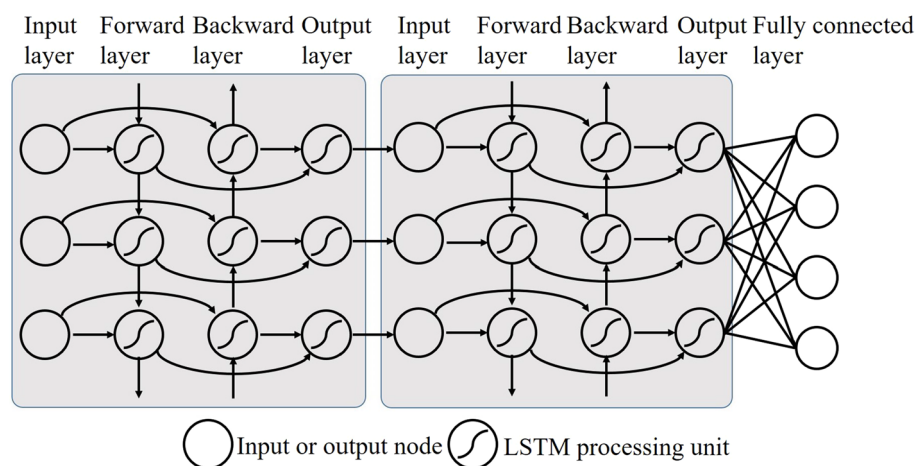 Input Forward Backward Output Input Forward Backward Output Fully connected
layer layer layer layer layer layer layer layer layer
Input or output node LSTM processing unit